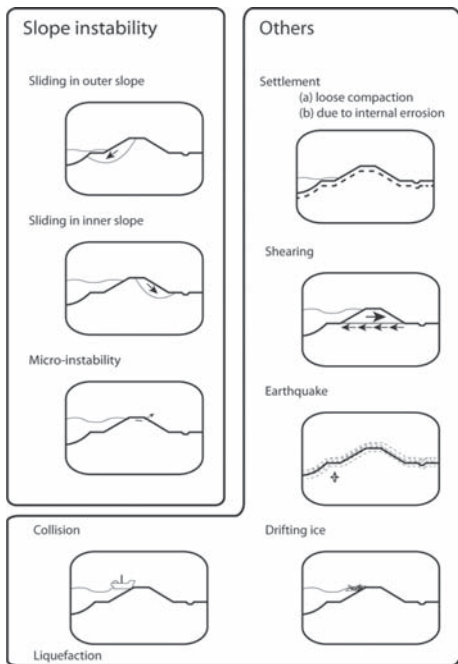 Slope instability
Sliding in outer slope
Sliding in inner slope
Micro-instability
Others
Settlement
(a) loose compaction
(b) due to internal errosion
Shearing
Earthquake
Collision
Drifting ice
Liquefaction